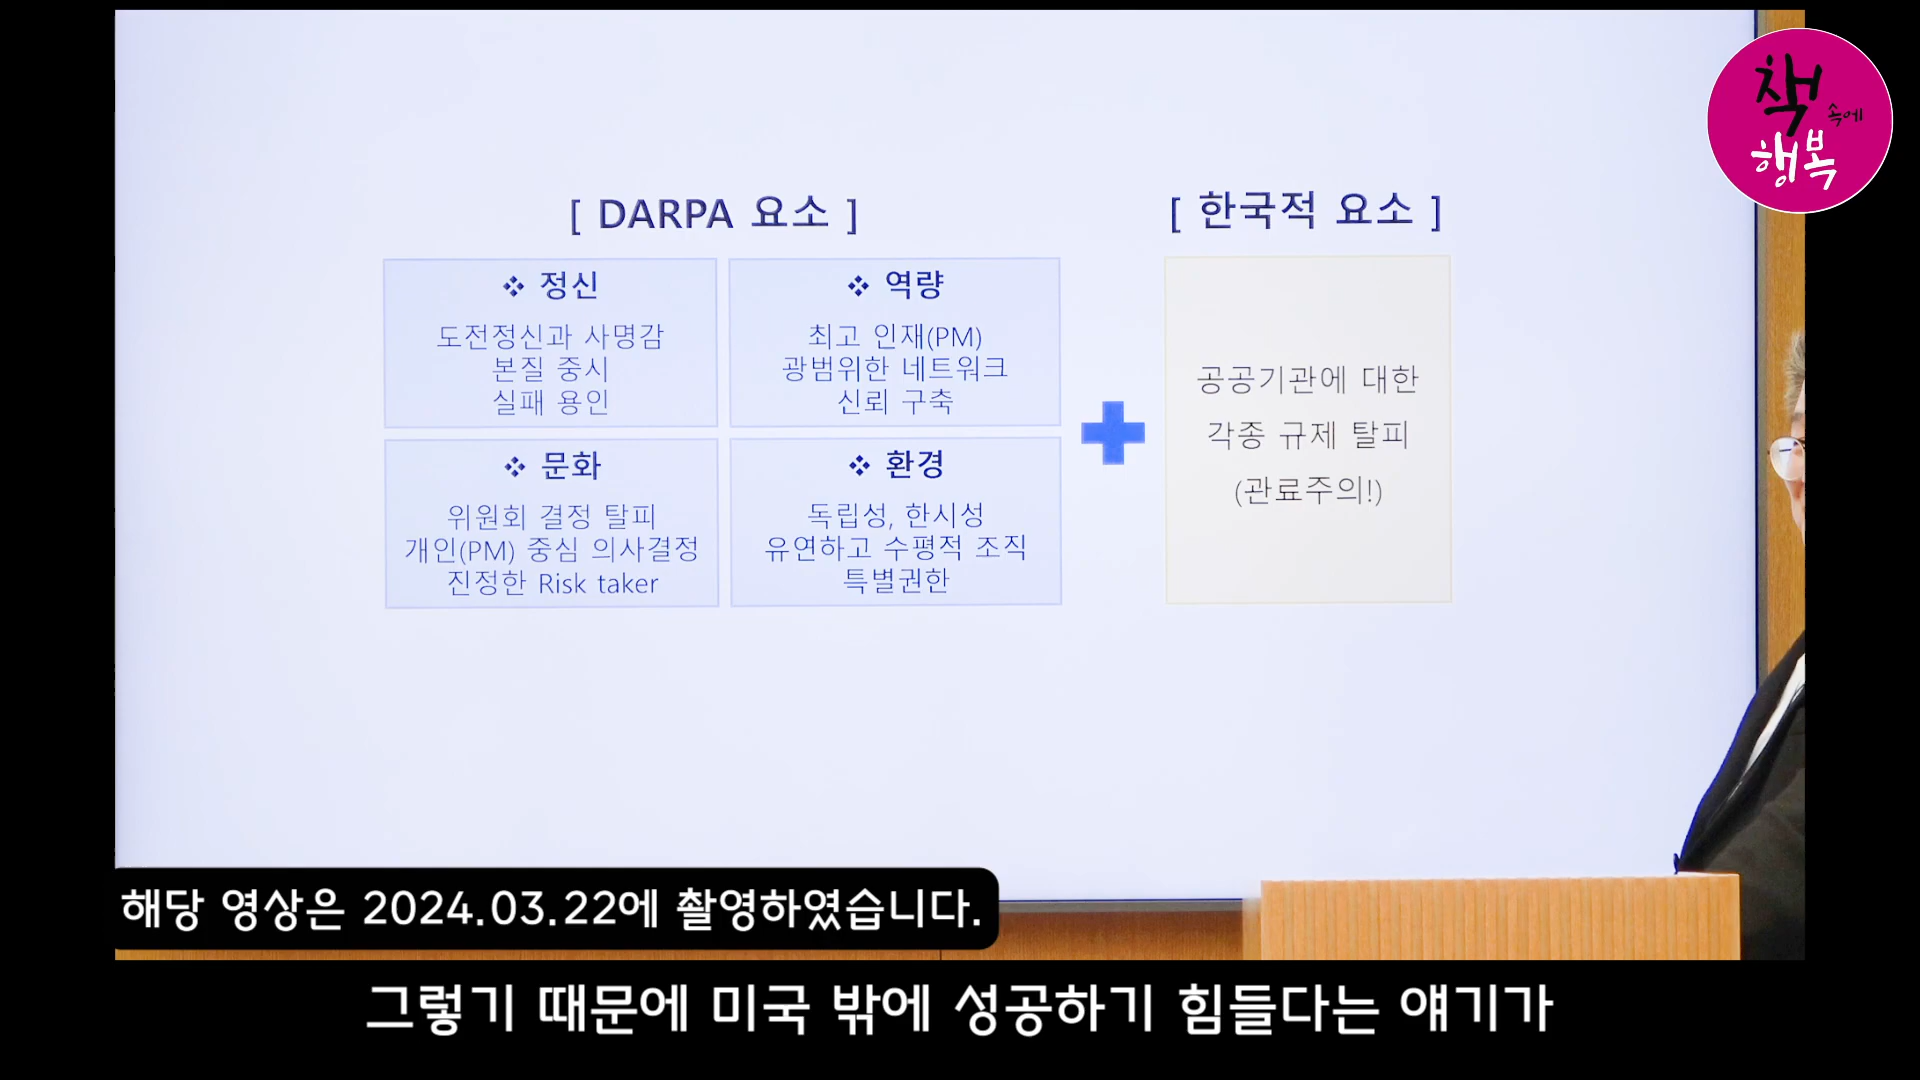 책
속에
행복
[ DARPA 요소 ]
[ 한국적 요소 ]
❖ 정신
도전정신과 사명감
본질 중시
실패 용인
❖ 역량
최고 인재(PM)
광범위한 네트워크
신뢰 구축
❖ 문화
위원회 결정 탈피
개인(PM) 중심 의사결정
진정한 Risk taker
❖ 환경
독립성, 한시성
유연하고 수평적 조직
특별권한
공공기관에 대한
각종 규제 탈피
(관료주의!)
해당 영상은 2024.03.22에 촬영하였습니다.
그렇기 때문에 미국 밖에 성공하기 힘들다는 얘기가